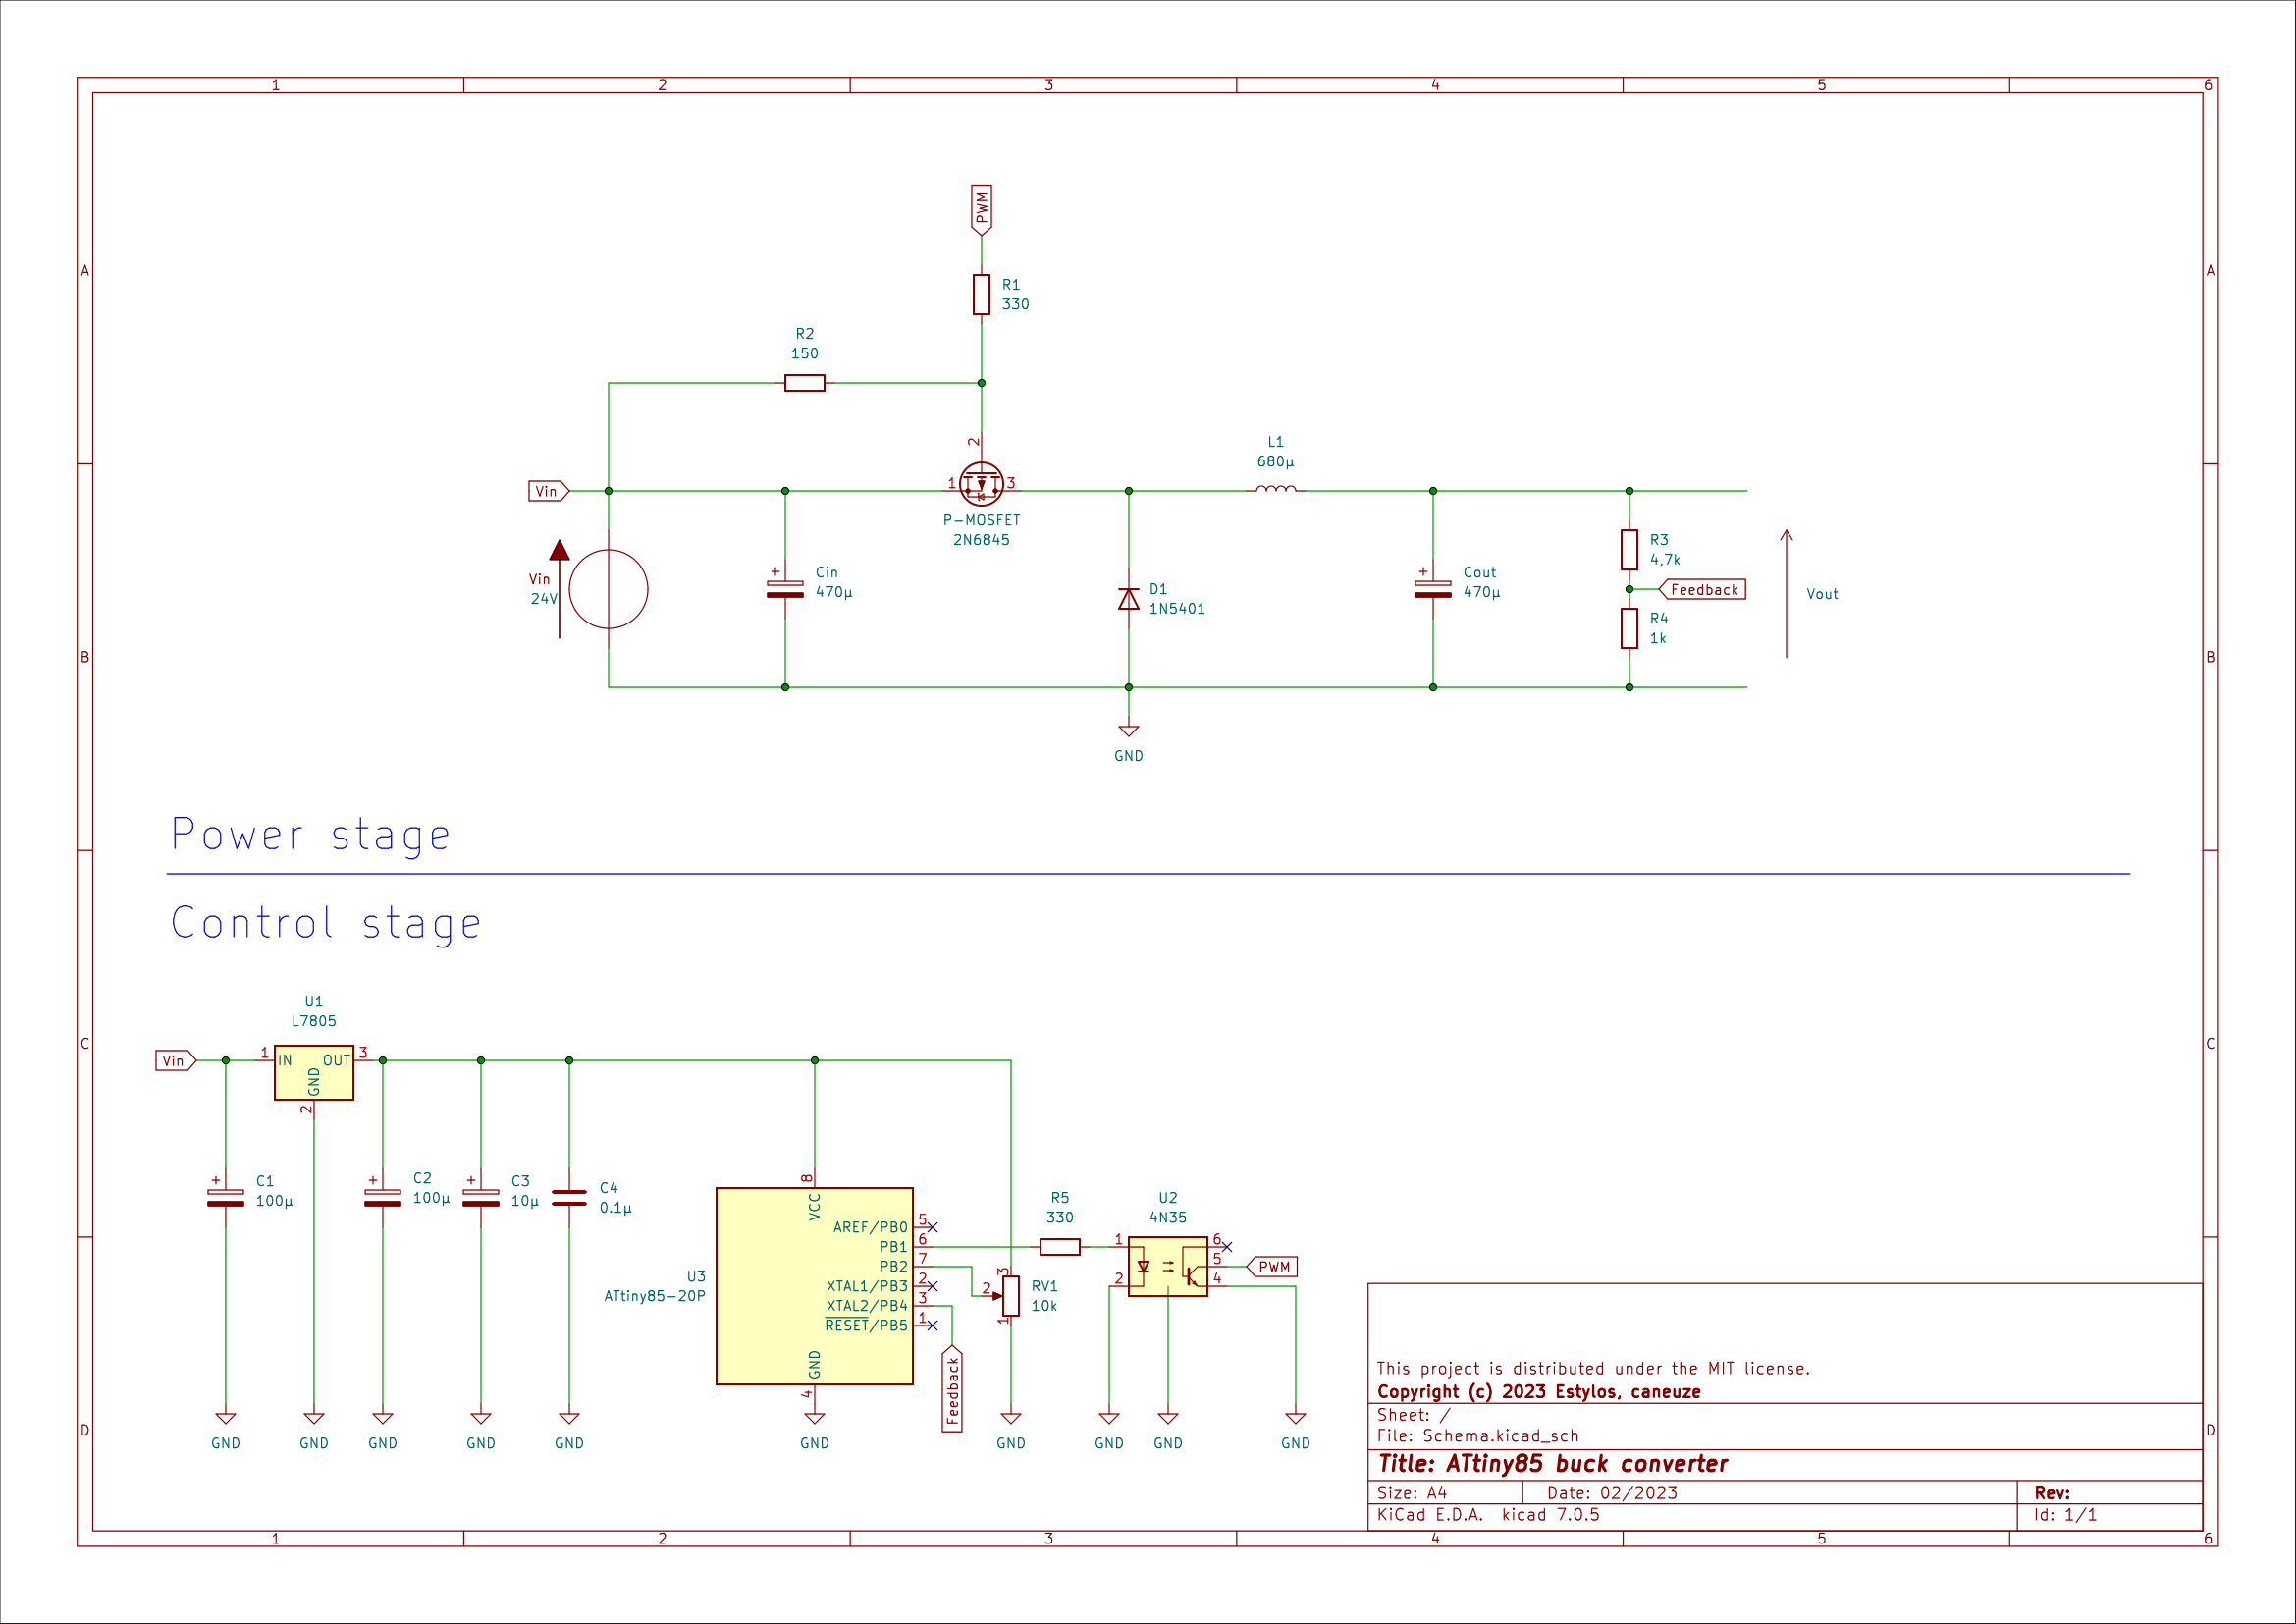 1 2 3 4 5 6
A A
B B
C C
D D
PWM
R1
330
R2
150
2
1 3
P-MOSFET
2N6845
Vin
Vin
24V
+
Cin
470µ
D1
1N5401
L1
680µ
+
Cout
470µ
R3
4,7k
Feedback
R4
1k
Vout
GND
Power stage
Control stage
U1
L7805
Vin
1 IN OUT 3
GND
2
+
C1
100µ
+
C2
100µ
+
C3
10µ
C4
0.1µ
U3
ATtiny85-20P
8
VCC
AREF/PB0 5
PB1 6
PB2 7
XTAL1/PB3 2
XTAL2/PB4 3
RESET/PB5 1
GND
4
Feedback
R5
330
3
2
1
RV1
10k
U2
4N35
1 6
5
2 4
PWM
GND GND GND GND GND GND GND GND GND GND
This project is distributed under the MIT license.
Copyright (c) 2023 Estylos, caneuze
Sheet: /
File: Schema.kicad_sch
Title: ATtiny85 buck converter
Size: A4 Date: 02/2023 Rev:
KiCad E.D.A. kicad 7.0.5 Id: 1/1
1 2 3 4 5 6